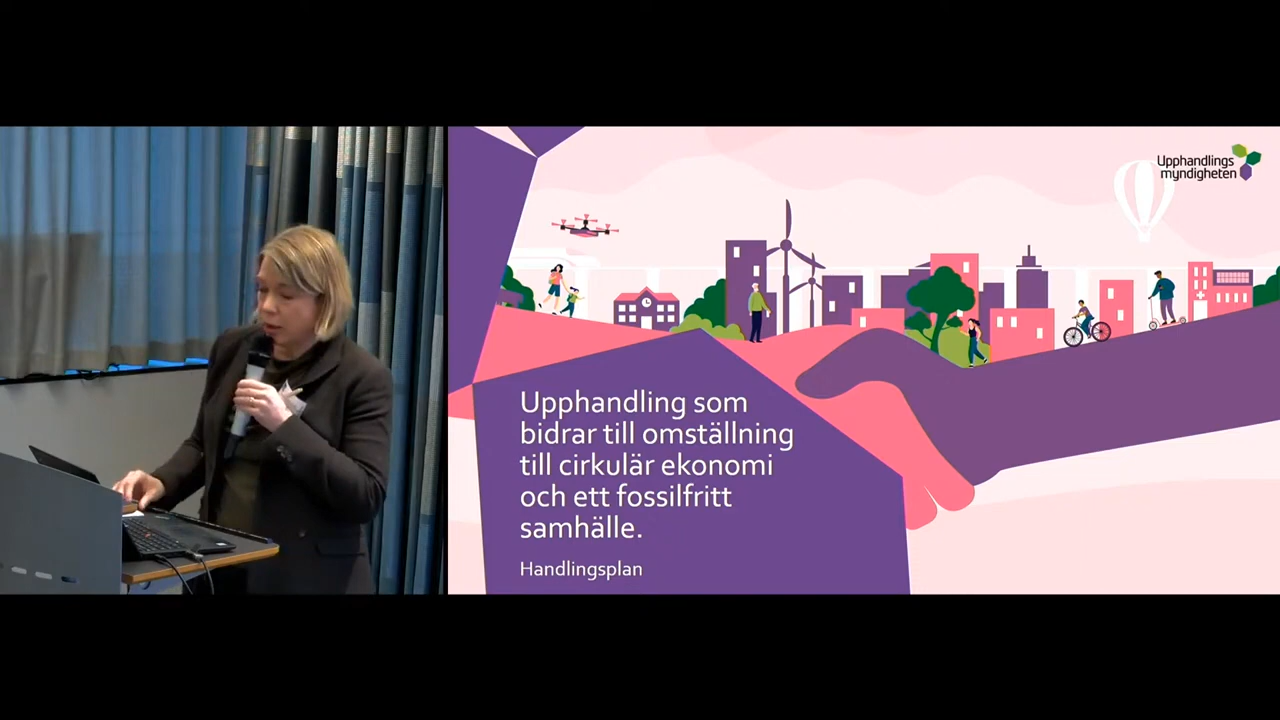 Upphandlings
myndigheten
Upphandling som
bidrar till omställning
till cirkulär ekonomi
och ett fossilfritt
samhälle.
Handlingsplan